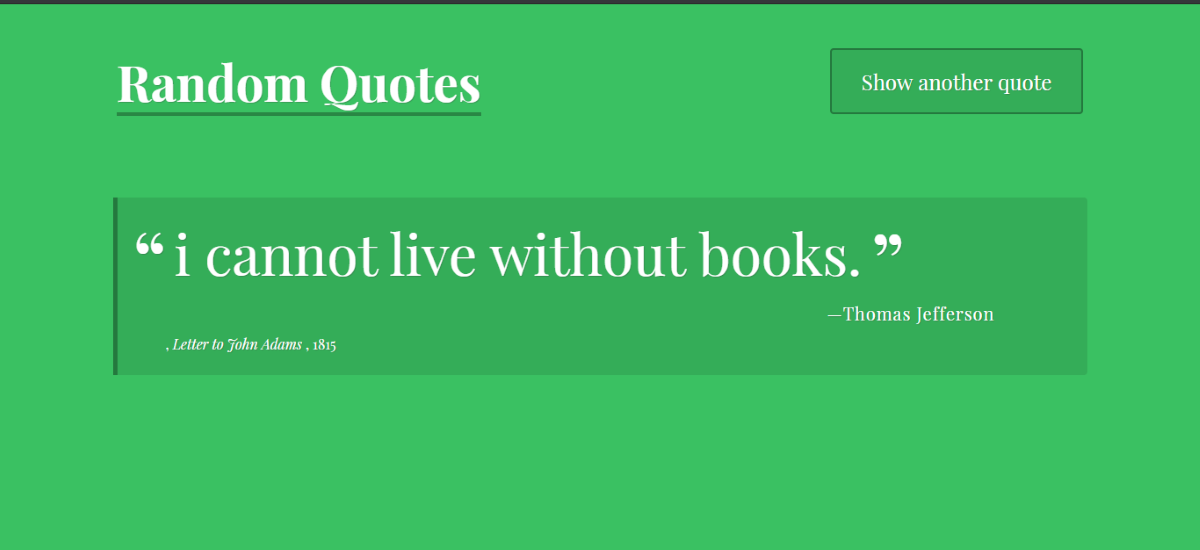 Random Quotes
Show another quote
“ i cannot live without books. ”
—Thomas Jefferson
, Letter to John Adams , 1815